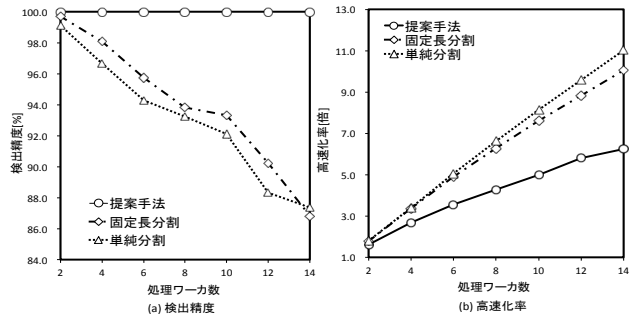 100.0
98.0
96.0
94.0
92.0
90.0
88.0
86.0
84.0
検出精度[%]
提案手法
固定長分割
単純分割
2 4 6 8 10 12 14
処理ワーカ数
(a) 検出精度
13.0
11.0
9.0
7.0
5.0
3.0
1.0
高速化率[倍]
提案手法
固定長分割
単純分割
2 4 6 8 10 12 14
処理ワーカ数
(b) 高速化率